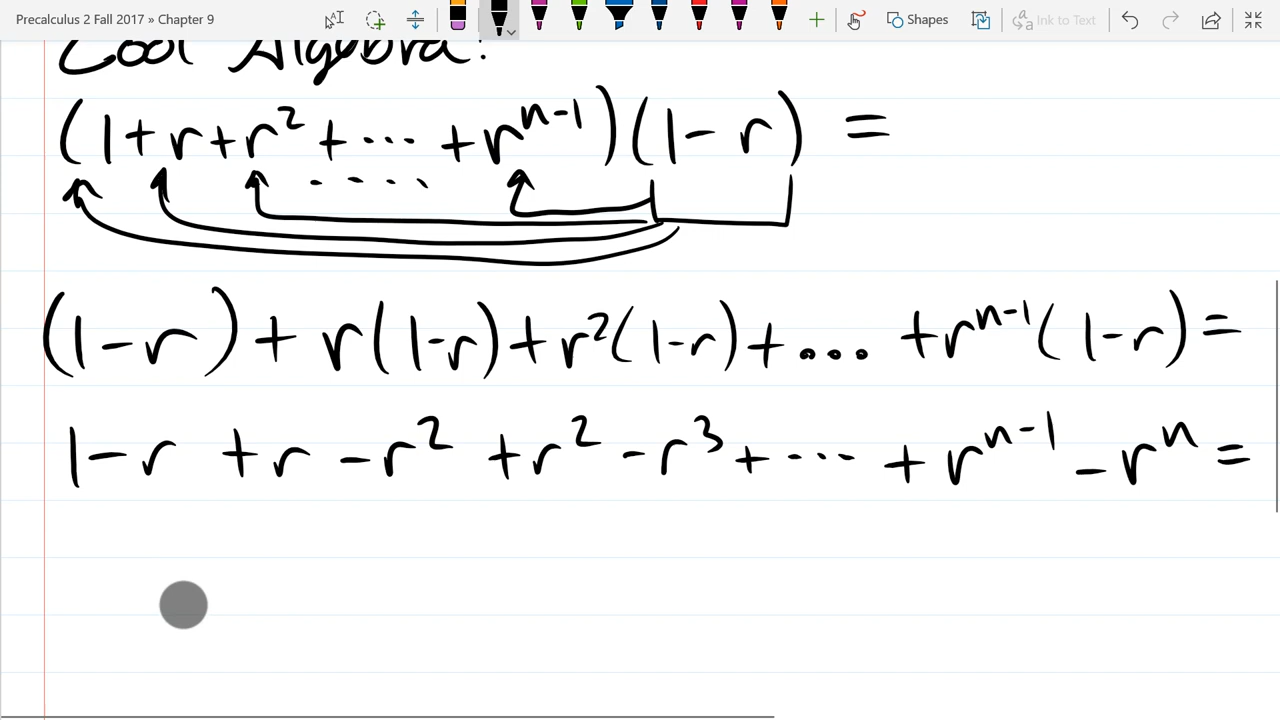 Precalculus 2 Fall 2017 » Chapter 9
Shapes
Ink to Text
Cool Algebra!
(1+r+r² + ... +rⁿ⁻¹)(1- r) =
(1-r) + r(1-r)+r²(1-r)+... +rⁿ⁻¹(1-r)=
1-r +r -r² +r² -r³+... +rⁿ⁻¹ -rⁿ=